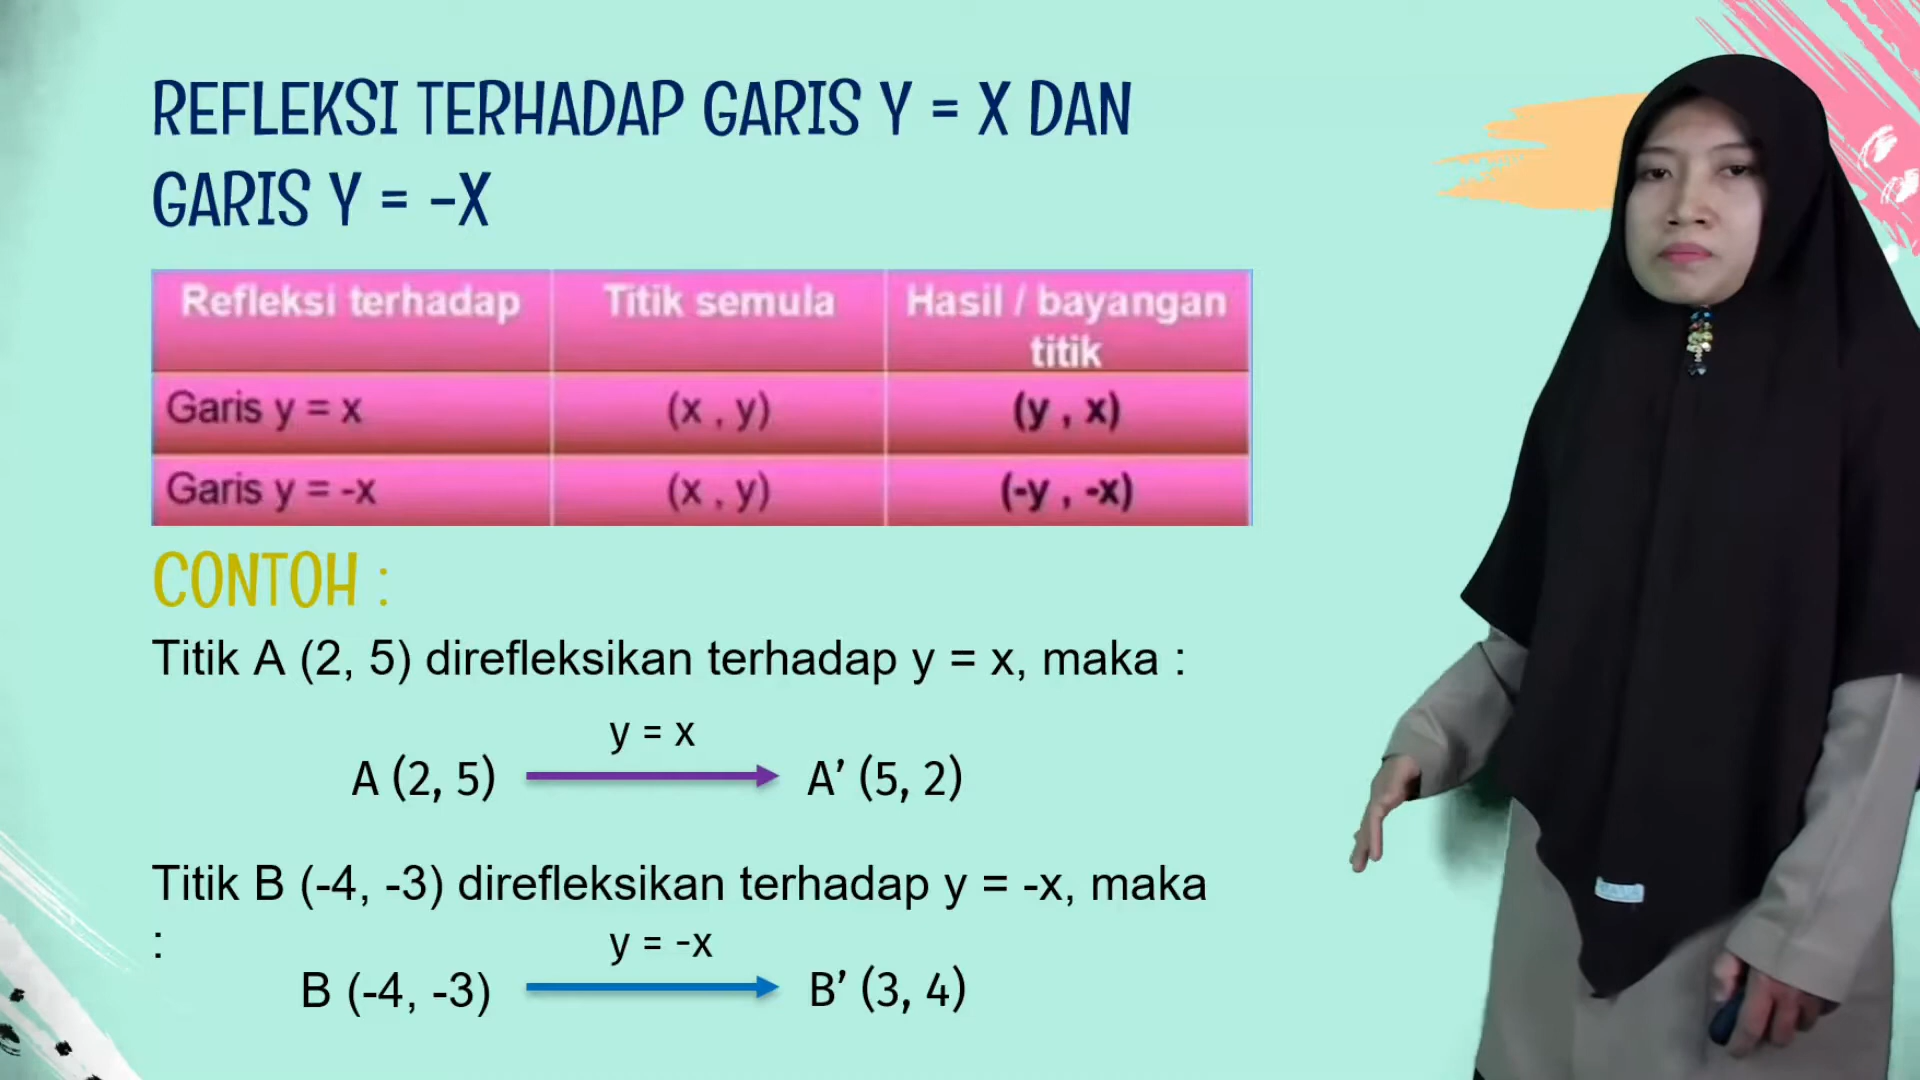 REFLEKSI TERHADAP GARIS Y = X DAN
GARIS Y = -X
Refleksi terhadap Titik semula Hasil / bayangan
titik
Garis y = x (x , y) (y , x)
Garis y = -x (x , y) (-y , -x)
CONTOH :
Titik A (2, 5) direfleksikan terhadap y = x, maka :
y = x
A (2, 5) A’ (5, 2)
Titik B (-4, -3) direfleksikan terhadap y = -x, maka
:
y = -x
B (-4, -3) B’ (3, 4)